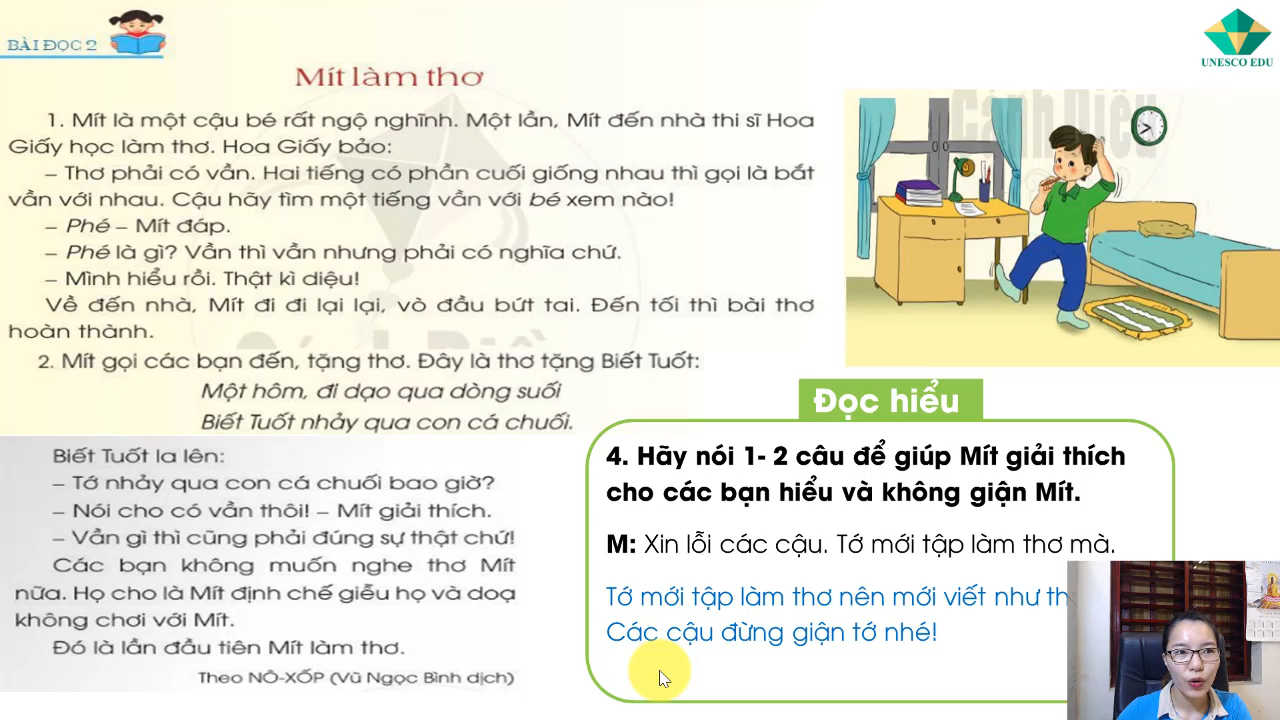 BÀI ĐỌC 2
UNESCO EDU
Mít làm thơ
1. Mít là một cậu bé rất ngộ nghĩnh. Một lần, Mít đến nhà thi sĩ Hoa
Giấy học làm thơ. Hoa Giấy bảo:
– Thơ phải có vần. Hai tiếng có phần cuối giống nhau thì gọi là bắt
vần với nhau. Cậu hãy tìm một tiếng vần với bé xem nào!
– Phé – Mít đáp.
– Phé là gì? Vần thì vần nhưng phải có nghĩa chứ.
– Mình hiểu rồi. Thật kì diệu!
Về đến nhà, Mít đi đi lại lại, vò đầu bứt tai. Đến tối thì bài thơ
hoàn thành.
2. Mít gọi các bạn đến, tặng thơ. Đây là thơ tặng Biết Tuốt:
Một hôm, đi dạo qua dòng suối
Biết Tuốt nhảy qua con cá chuối.
Biết Tuốt la lên:
– Tớ nhảy qua con cá chuối bao giờ?
– Nói cho có vần thôi! – Mít giải thích.
– Vần gì thì cũng phải đúng sự thật chứ!
Các bạn không muốn nghe thơ Mít
nữa. Họ cho là Mít định chế giễu họ và doạ
không chơi với Mít.
Đó là lần đầu tiên Mít làm thơ.
Theo NÔ-XỐP (Vũ Ngọc Bình dịch)
Cánh Diều
Đọc hiểu
4. Hãy nói 1- 2 câu để giúp Mít giải thích
cho các bạn hiểu và không giận Mít.
M: Xin lỗi các cậu. Tớ mới tập làm thơ mà.
Tớ mới tập làm thơ nên mới viết như th
Các cậu đừng giận tớ nhé!